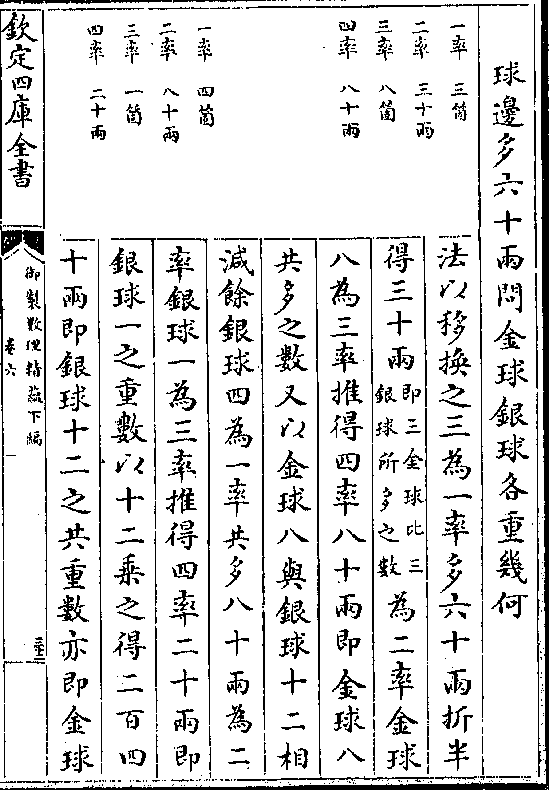 球邊多六十兩問金球銀球各重幾何
一率　三箇
二率　三十兩
三率　八箇
四率　八十兩
一率　四箇
二率　八十兩
三率　一箇
四率　二十兩
法以移換之三為一率多六十兩折半
得三十兩即三金球比三銀球所多之數為二率金球
八為三率推得四率八十兩即金球八
共多之數又以金球八與銀球十二相
減餘銀球四為一率共多八十兩為二
率銀球一為三率推得四率二十兩即
銀球一之重數以十二乘之得二百四
十兩即銀球十二之共重數亦即金球
欽定四庫全書
御製數理精藴下編
卷六